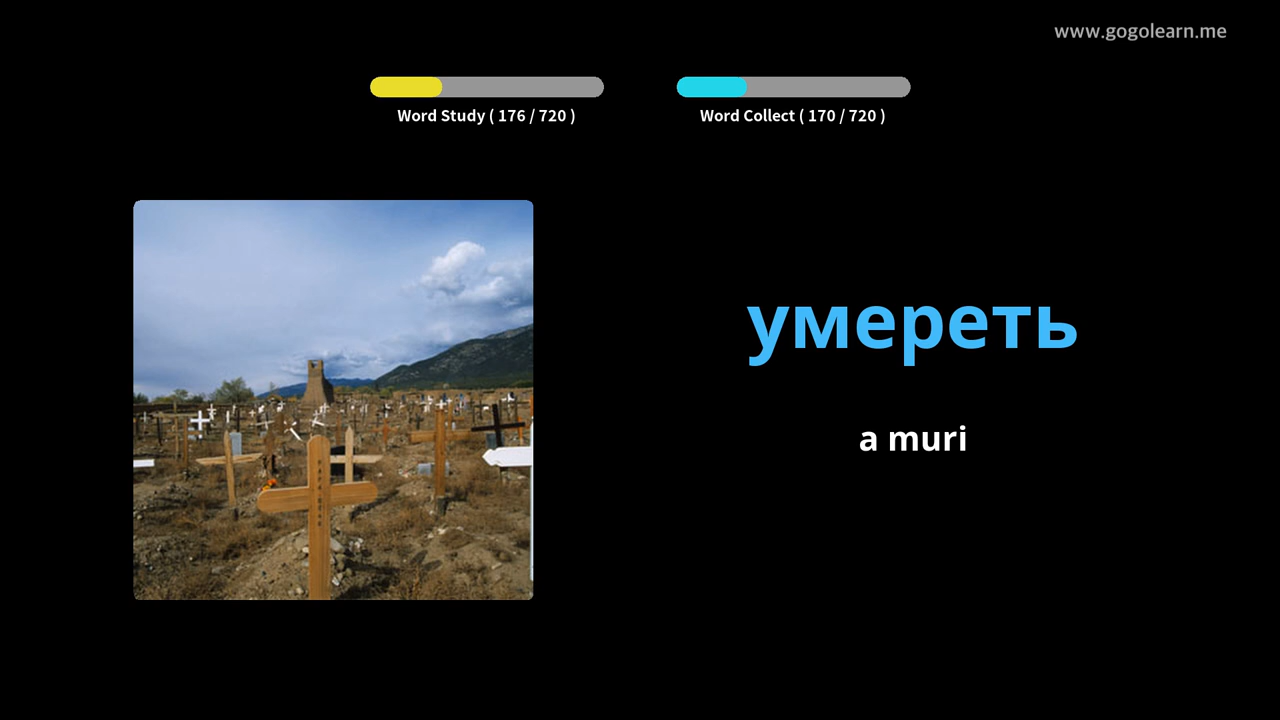 www.gogolearn.me
Word Study ( 176 / 720 )
Word Collect ( 170 / 720 )
умереть
a muri